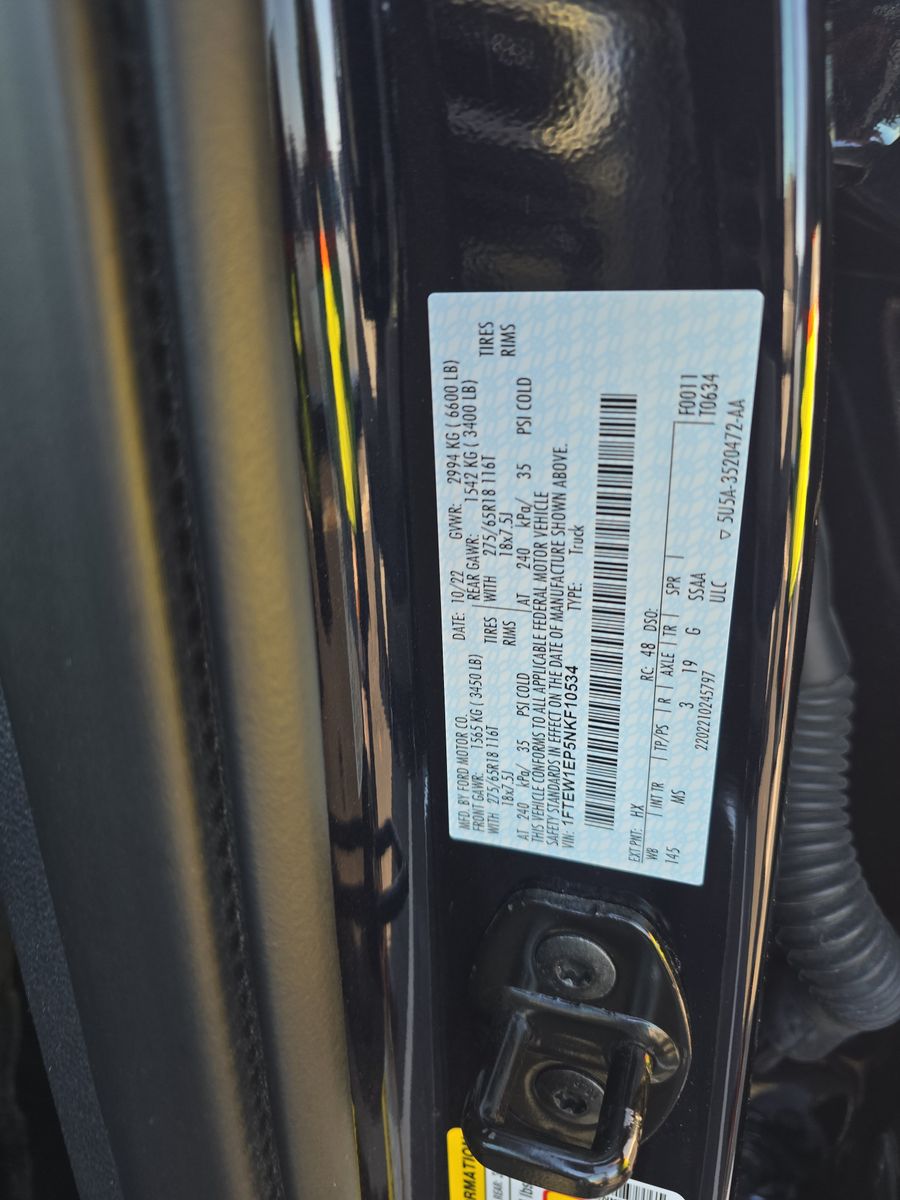 MFD. BY FORD MOTOR CO.
DATE: 10/22 GVWR: 2994 KG ( 6600 LB)
FRONT GAWR: 1565 KG ( 3450 LB) REAR GAWR: 1542 KG ( 3400 LB)
WITH 275/65R18 116T TIRES WITH 275/65R18 116T TIRES
18x7.5J RIMS 18x7.5J RIMS
AT 240 kPa/ 35 PSI COLD AT 240 kPa/ 35 PSI COLD
THIS VEHICLE CONFORMS TO ALL APPLICABLE FEDERAL MOTOR VEHICLE
SAFETY STANDARDS IN EFFECT ON THE DATE OF MANUFACTURE SHOWN ABOVE.
VIN: 1FTEW1EP5NKF10534 TYPE: Truck
EXT PNT: HX RC: 48 DSO:
WB INT TR TP/PS R AXLE TR SPR F0011
145 MS 3 19 G SSAA T0634
2202210245797 ULC
▽ 5U5A-3520472-AA
RMATION
REAR:
lbs